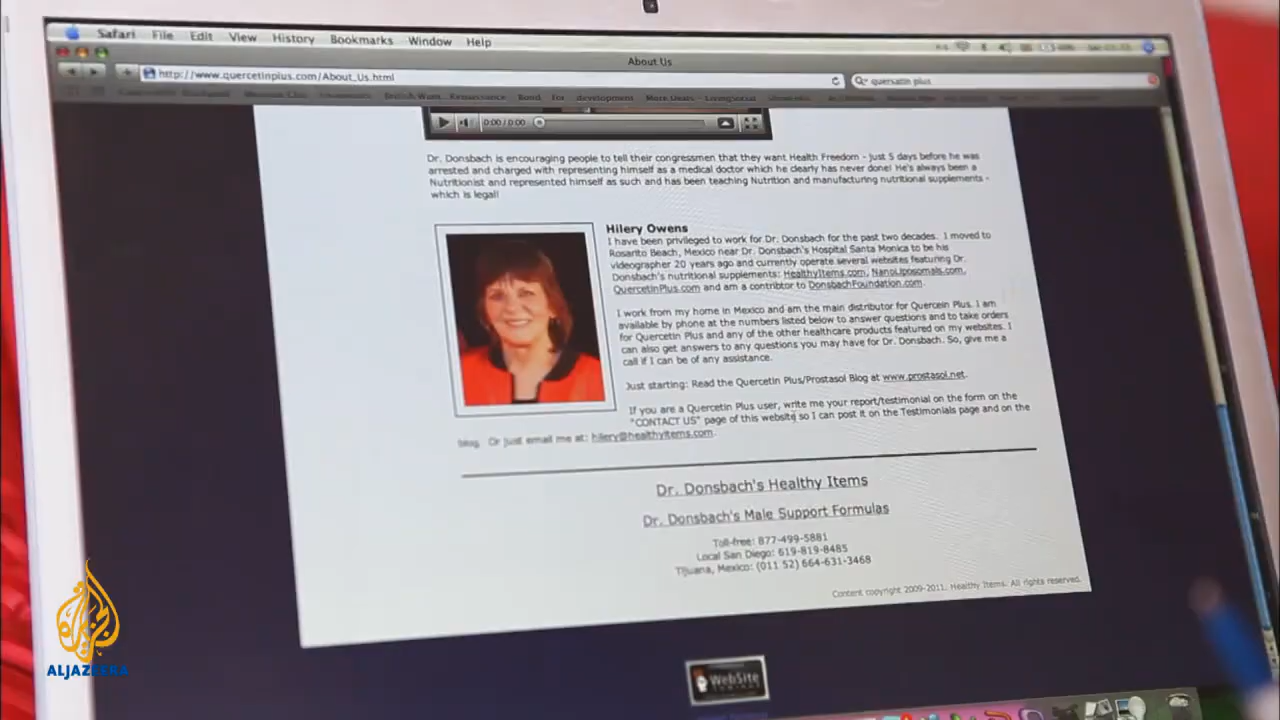 Safari File Edit View History Bookmarks Window Help
About Us
http://www.quercetinplus.com/About_Us.html
quersatin plus
0:00 / 0:00
Dr. Donsbach is encouraging people to tell their congressmen that they want Health Freedom - just 5 days before he was
arrested and charged with representing himself as a medical doctor which he clearly has never done! He's always been a
Nutritionist and represented himself as such and has been teaching Nutrition and manufacturing nutritional supplements -
which is legal!
Hilery Owens
I have been privileged to work for Dr. Donsbach for the past two decades. I moved to
Rosarito Beach, Mexico near Dr. Donsbach's Hospital Santa Monica to be his
videographer 20 years ago and currently operate several websites featuring Dr.
Donsbach's nutritional supplements: HealthyItems.com, NanoLiposomals.com,
QuercetinPlus.com and am a contribtor to DonsbachFoundation.com.
I work from my home in Mexico and am the main distributor for Quercein Plus. I am
available by phone at the numbers listed below to answer questions and to take orders
for Quercetin Plus and any of the other healthcare products featured on my websites. I
can also get answers to any questions you may have for Dr. Donsbach. So, give me a
call if I can be of any assistance.
Just starting: Read the Quercetin Plus/Prostasol Blog at www.prostasol.net.
If you are a Quercetin Plus user, write me your report/testimonial on the form on the
"CONTACT US" page of this website so I can post it on the Testimonials page and on the
blog. Or just email me at: hilery@healthyitems.com.
Dr. Donsbach's Healthy Items
Dr. Donsbach's Male Support Formulas
Toll-free: 877-499-5881
Local San Diego: 619-819-8485
Tijuana, Mexico: (011 52) 664-631-3468
Content copyright 2009-2011. Healthy Items. All rights reserved.
WebSite
ALJAZEERA